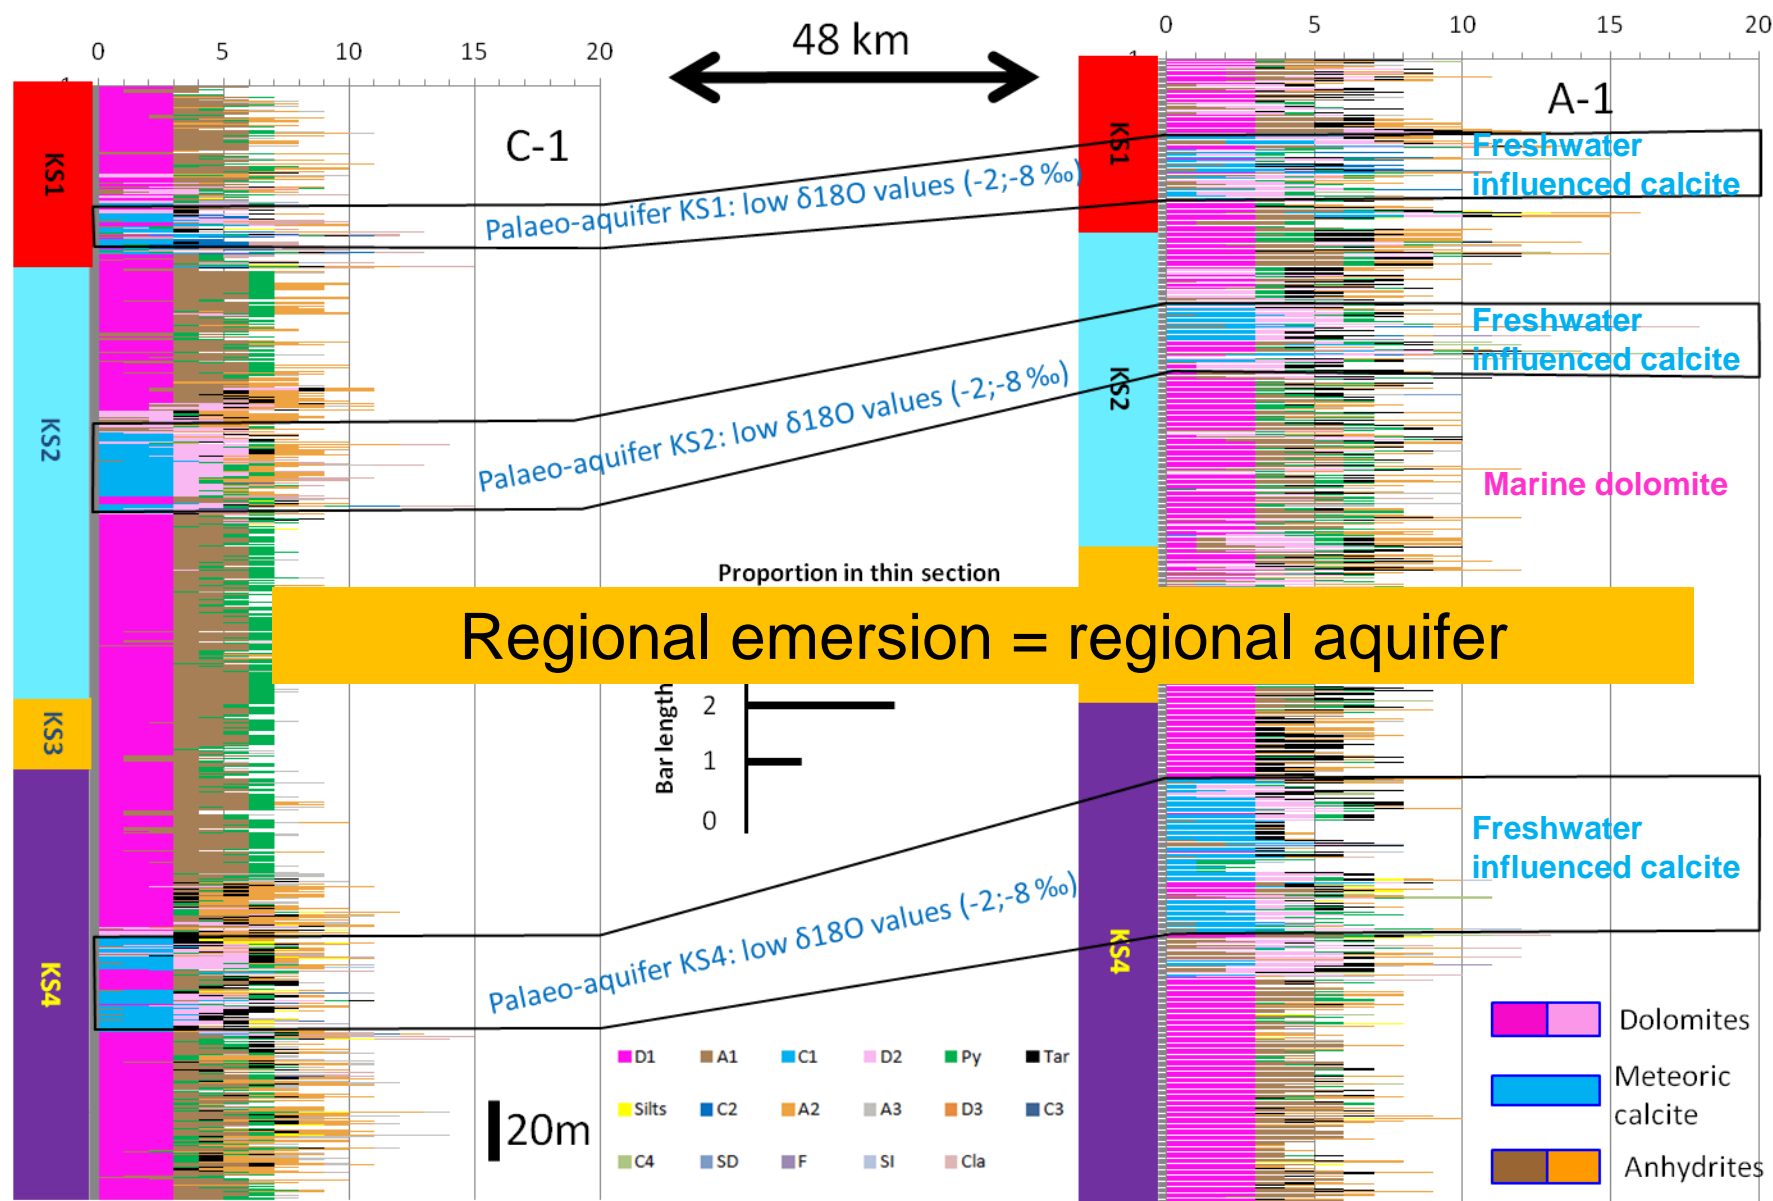 0 5 10 15 20
48 km
0 5 10 15 20
C-1
A-1
KS1
KS1
Freshwater
influenced calcite
Palaeo-aquifer KS1: low δ18O values (-2;-8 ‰)
KS2
KS2
Freshwater
influenced calcite
Palaeo-aquifer KS2: low δ18O values (-2;-8 ‰)
Marine dolomite
Proportion in thin section
Regional emersion = regional aquifer
KS3
Bar length
2
1
0
KS4
KS4
Freshwater
influenced calcite
Palaeo-aquifer KS4: low δ18O values (-2;-8 ‰)
D1 A1 C1 D2 Py Tar
Silts C2 A2 A3 D3 C3
C4 SD F SI Cla
20m
Dolomites
Meteoric
calcite
Anhydrites